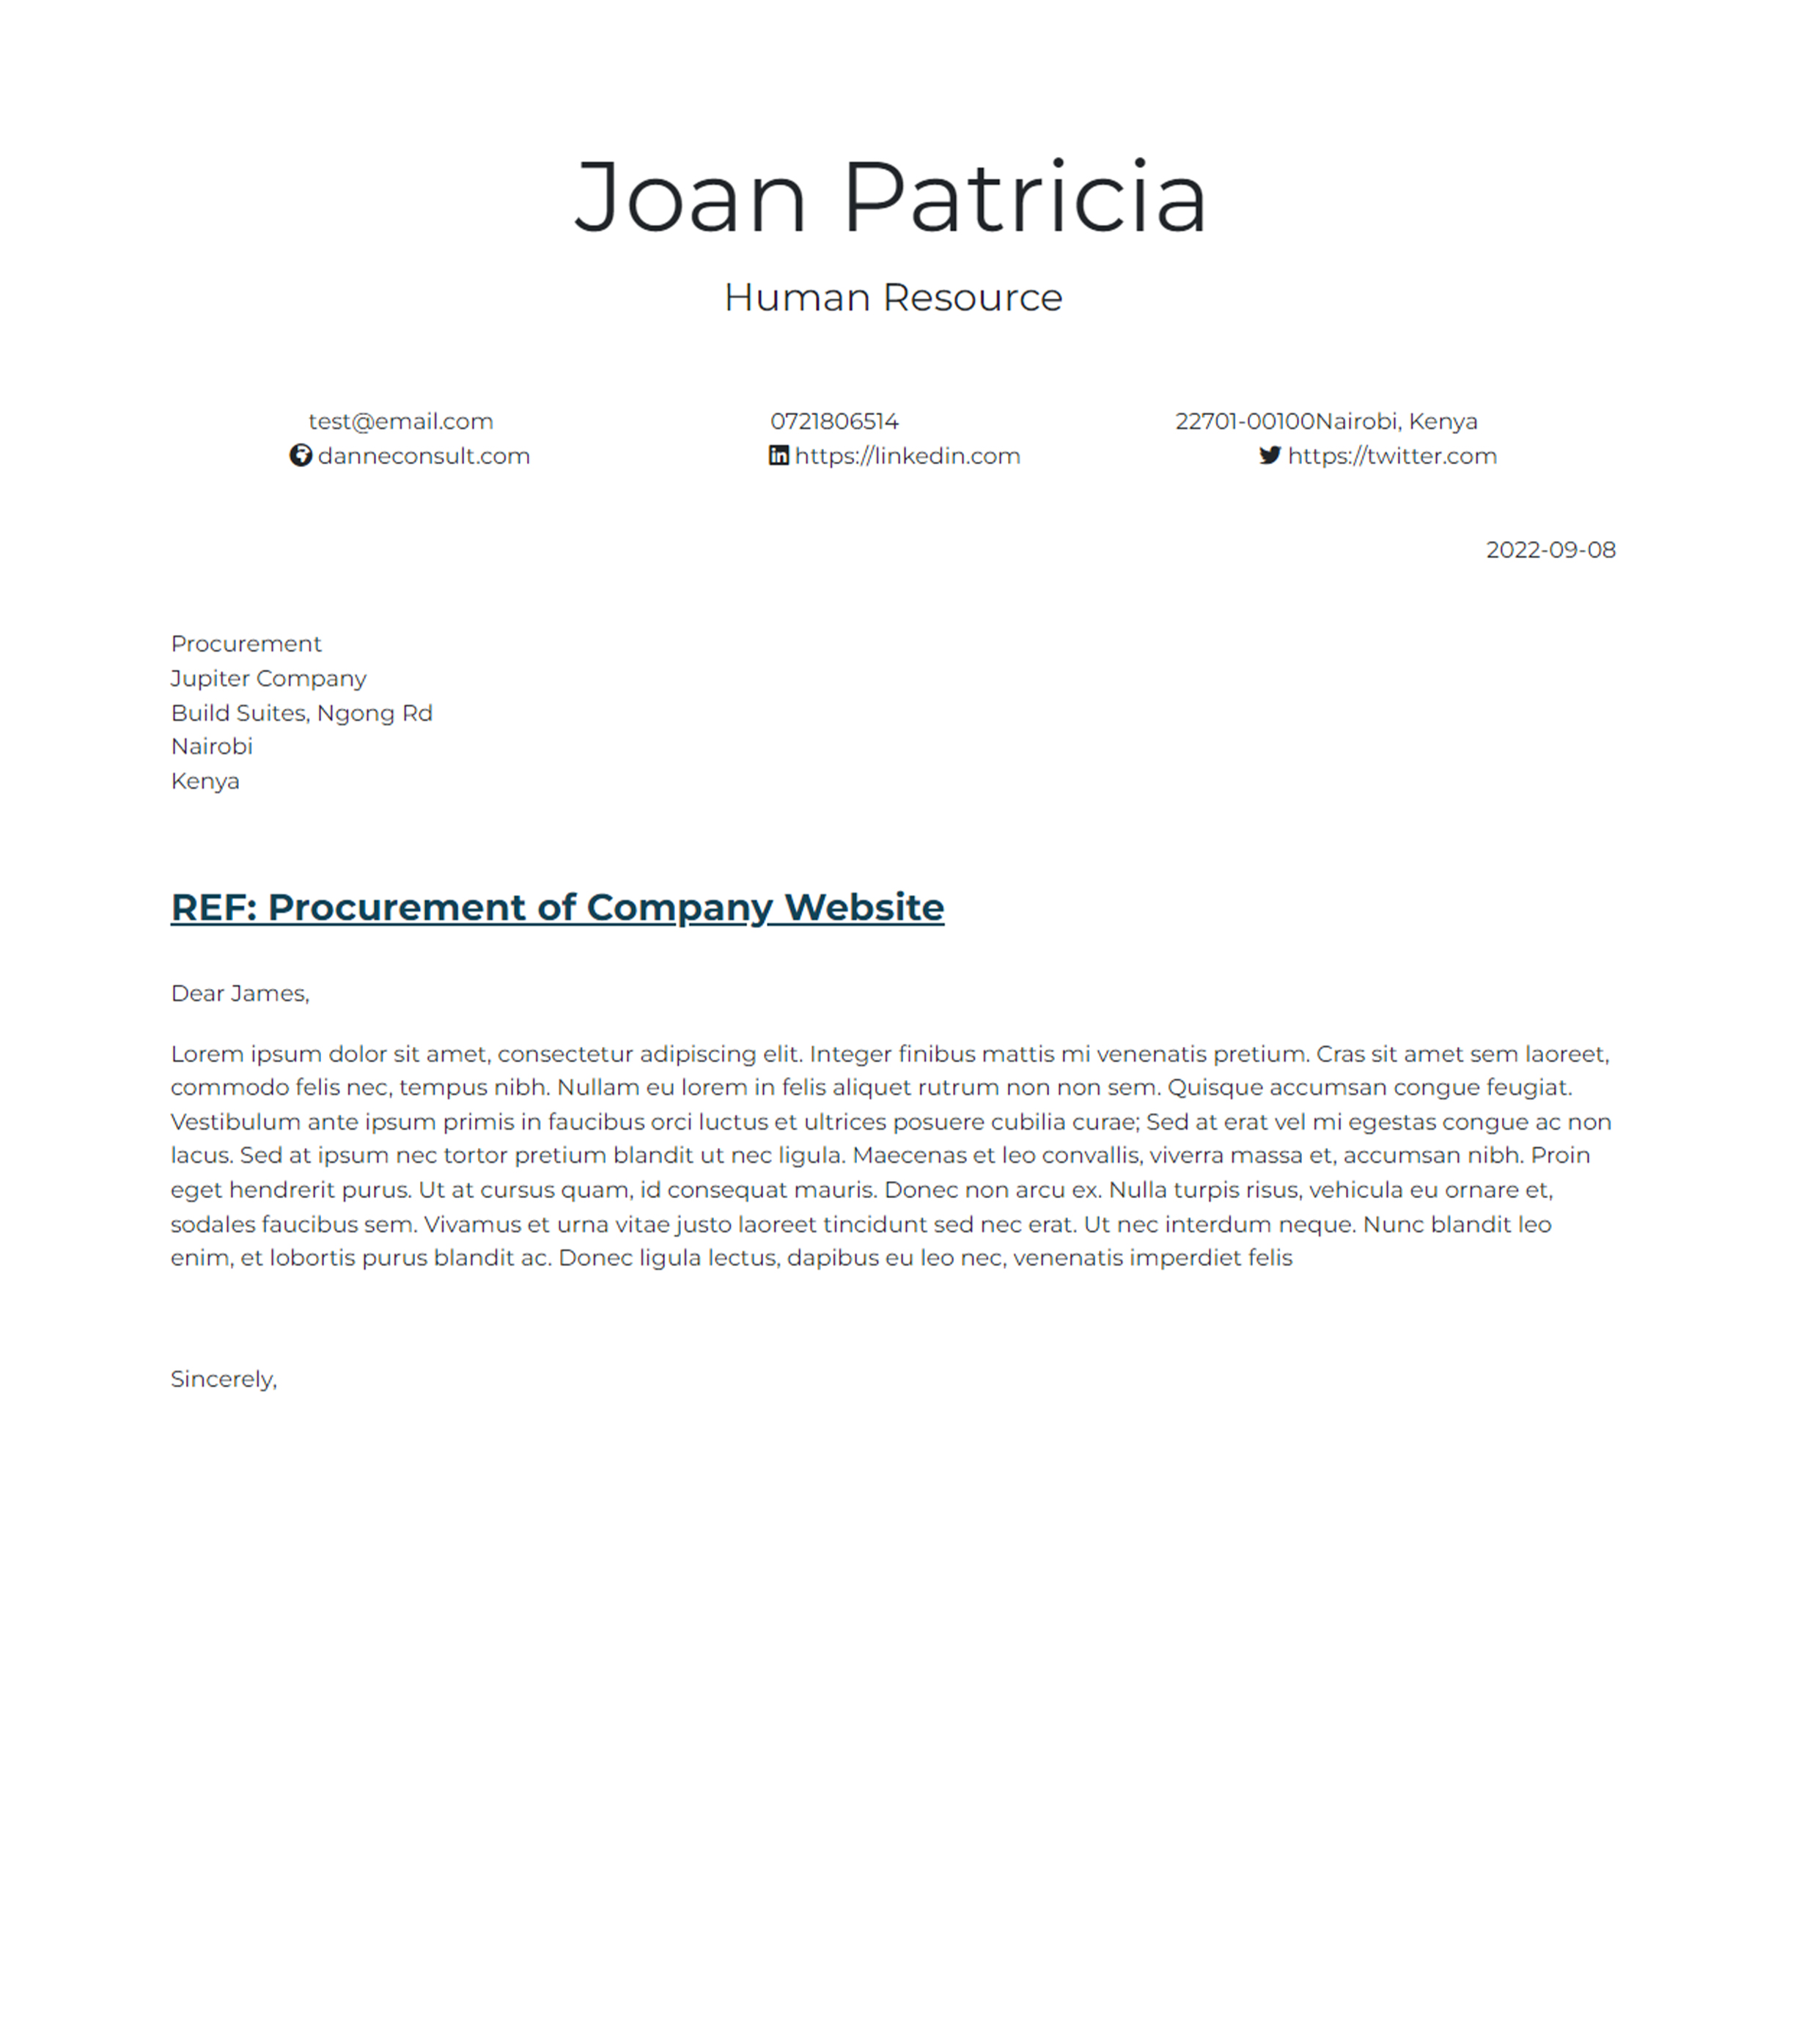 Joan Patricia
Human Resource
test@email.com 0721806514 22701-00100Nairobi, Kenya
danneconsult.com https://linkedin.com https://twitter.com
2022-09-08
Procurement
Jupiter Company
Build Suites, Ngong Rd
Nairobi
Kenya
REF: Procurement of Company Website
Dear James,
Lorem ipsum dolor sit amet, consectetur adipiscing elit. Integer finibus mattis mi venenatis pretium. Cras sit amet sem laoreet,
commodo felis nec, tempus nibh. Nullam eu lorem in felis aliquet rutrum non non sem. Quisque accumsan congue feugiat.
Vestibulum ante ipsum primis in faucibus orci luctus et ultrices posuere cubilia curae; Sed at erat vel mi egestas congue ac non
lacus. Sed at ipsum nec tortor pretium blandit ut nec ligula. Maecenas et leo convallis, viverra massa et, accumsan nibh. Proin
eget hendrerit purus. Ut at cursus quam, id consequat mauris. Donec non arcu ex. Nulla turpis risus, vehicula eu ornare et,
sodales faucibus sem. Vivamus et urna vitae justo laoreet tincidunt sed nec erat. Ut nec interdum neque. Nunc blandit leo
enim, et lobortis purus blandit ac. Donec ligula lectus, dapibus eu leo nec, venenatis imperdiet felis
Sincerely,